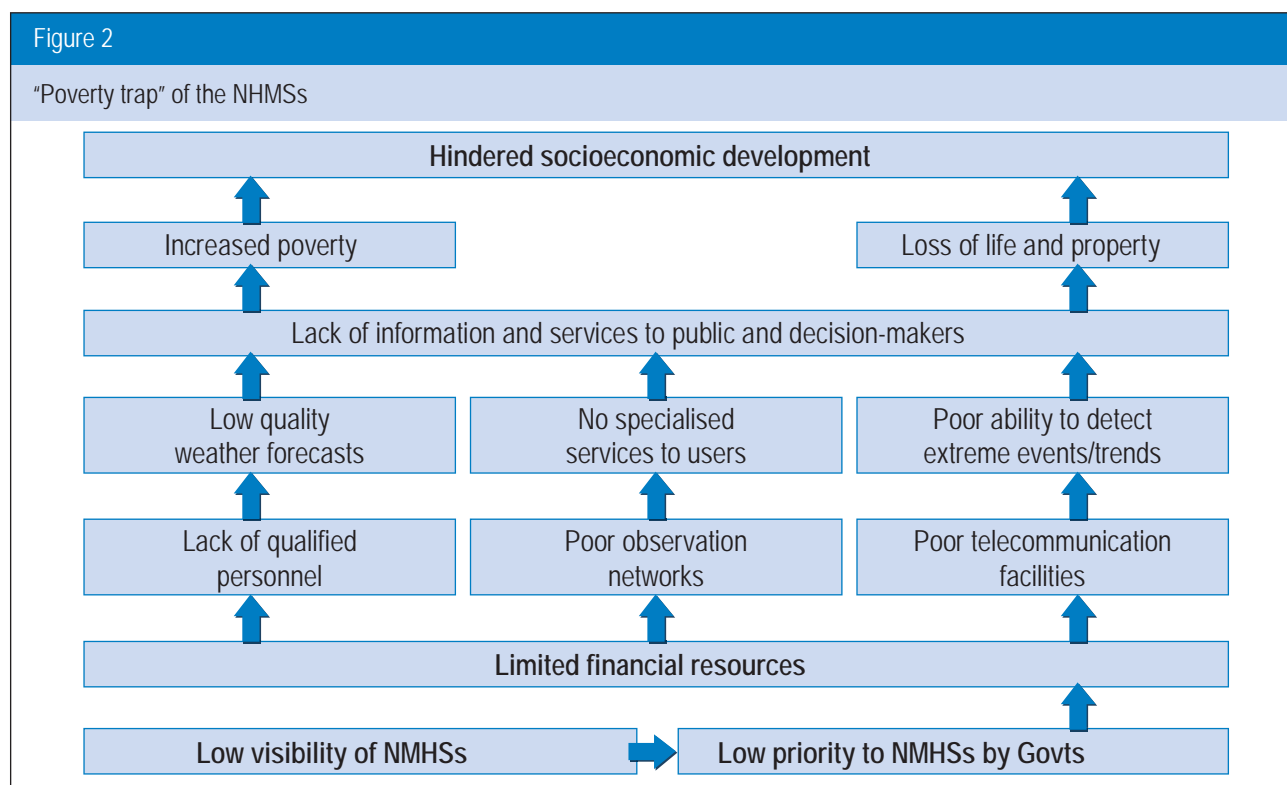 Figure 2
“Poverty trap” of the NHMSs
Hindered socioeconomic development
Increased poverty
Loss of life and property
Lack of information and services to public and decision-makers
Low quality
weather forecasts
No specialised
services to users
Poor ability to detect
extreme events/trends
Lack of qualified
personnel
Poor observation
networks
Poor telecommunication
facilities
Limited financial resources
Low visibility of NMHSs
Low priority to NMHSs by Govts